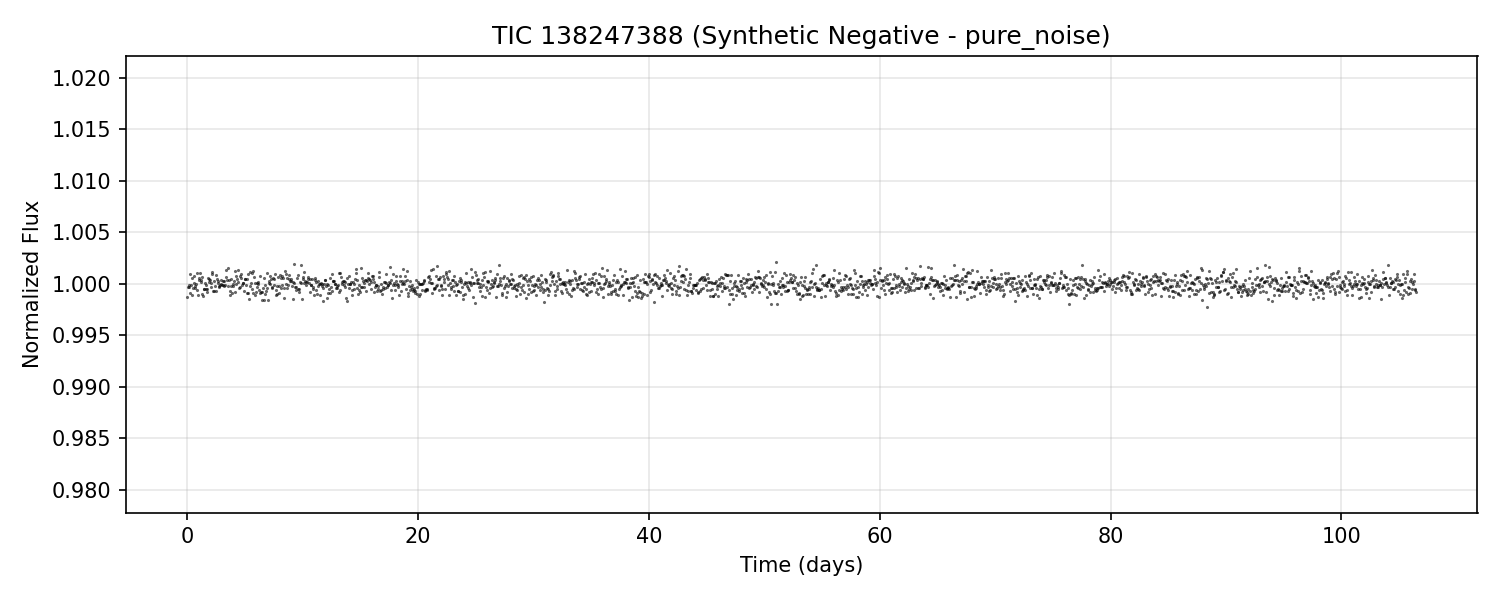 TIC 138247388 (Synthetic Negative - pure_noise)
1.020
1.015
1.010
1.005
1.000
0.995
0.990
0.985
0.980
Normalized Flux
0 20 40 60 80 100
Time (days)